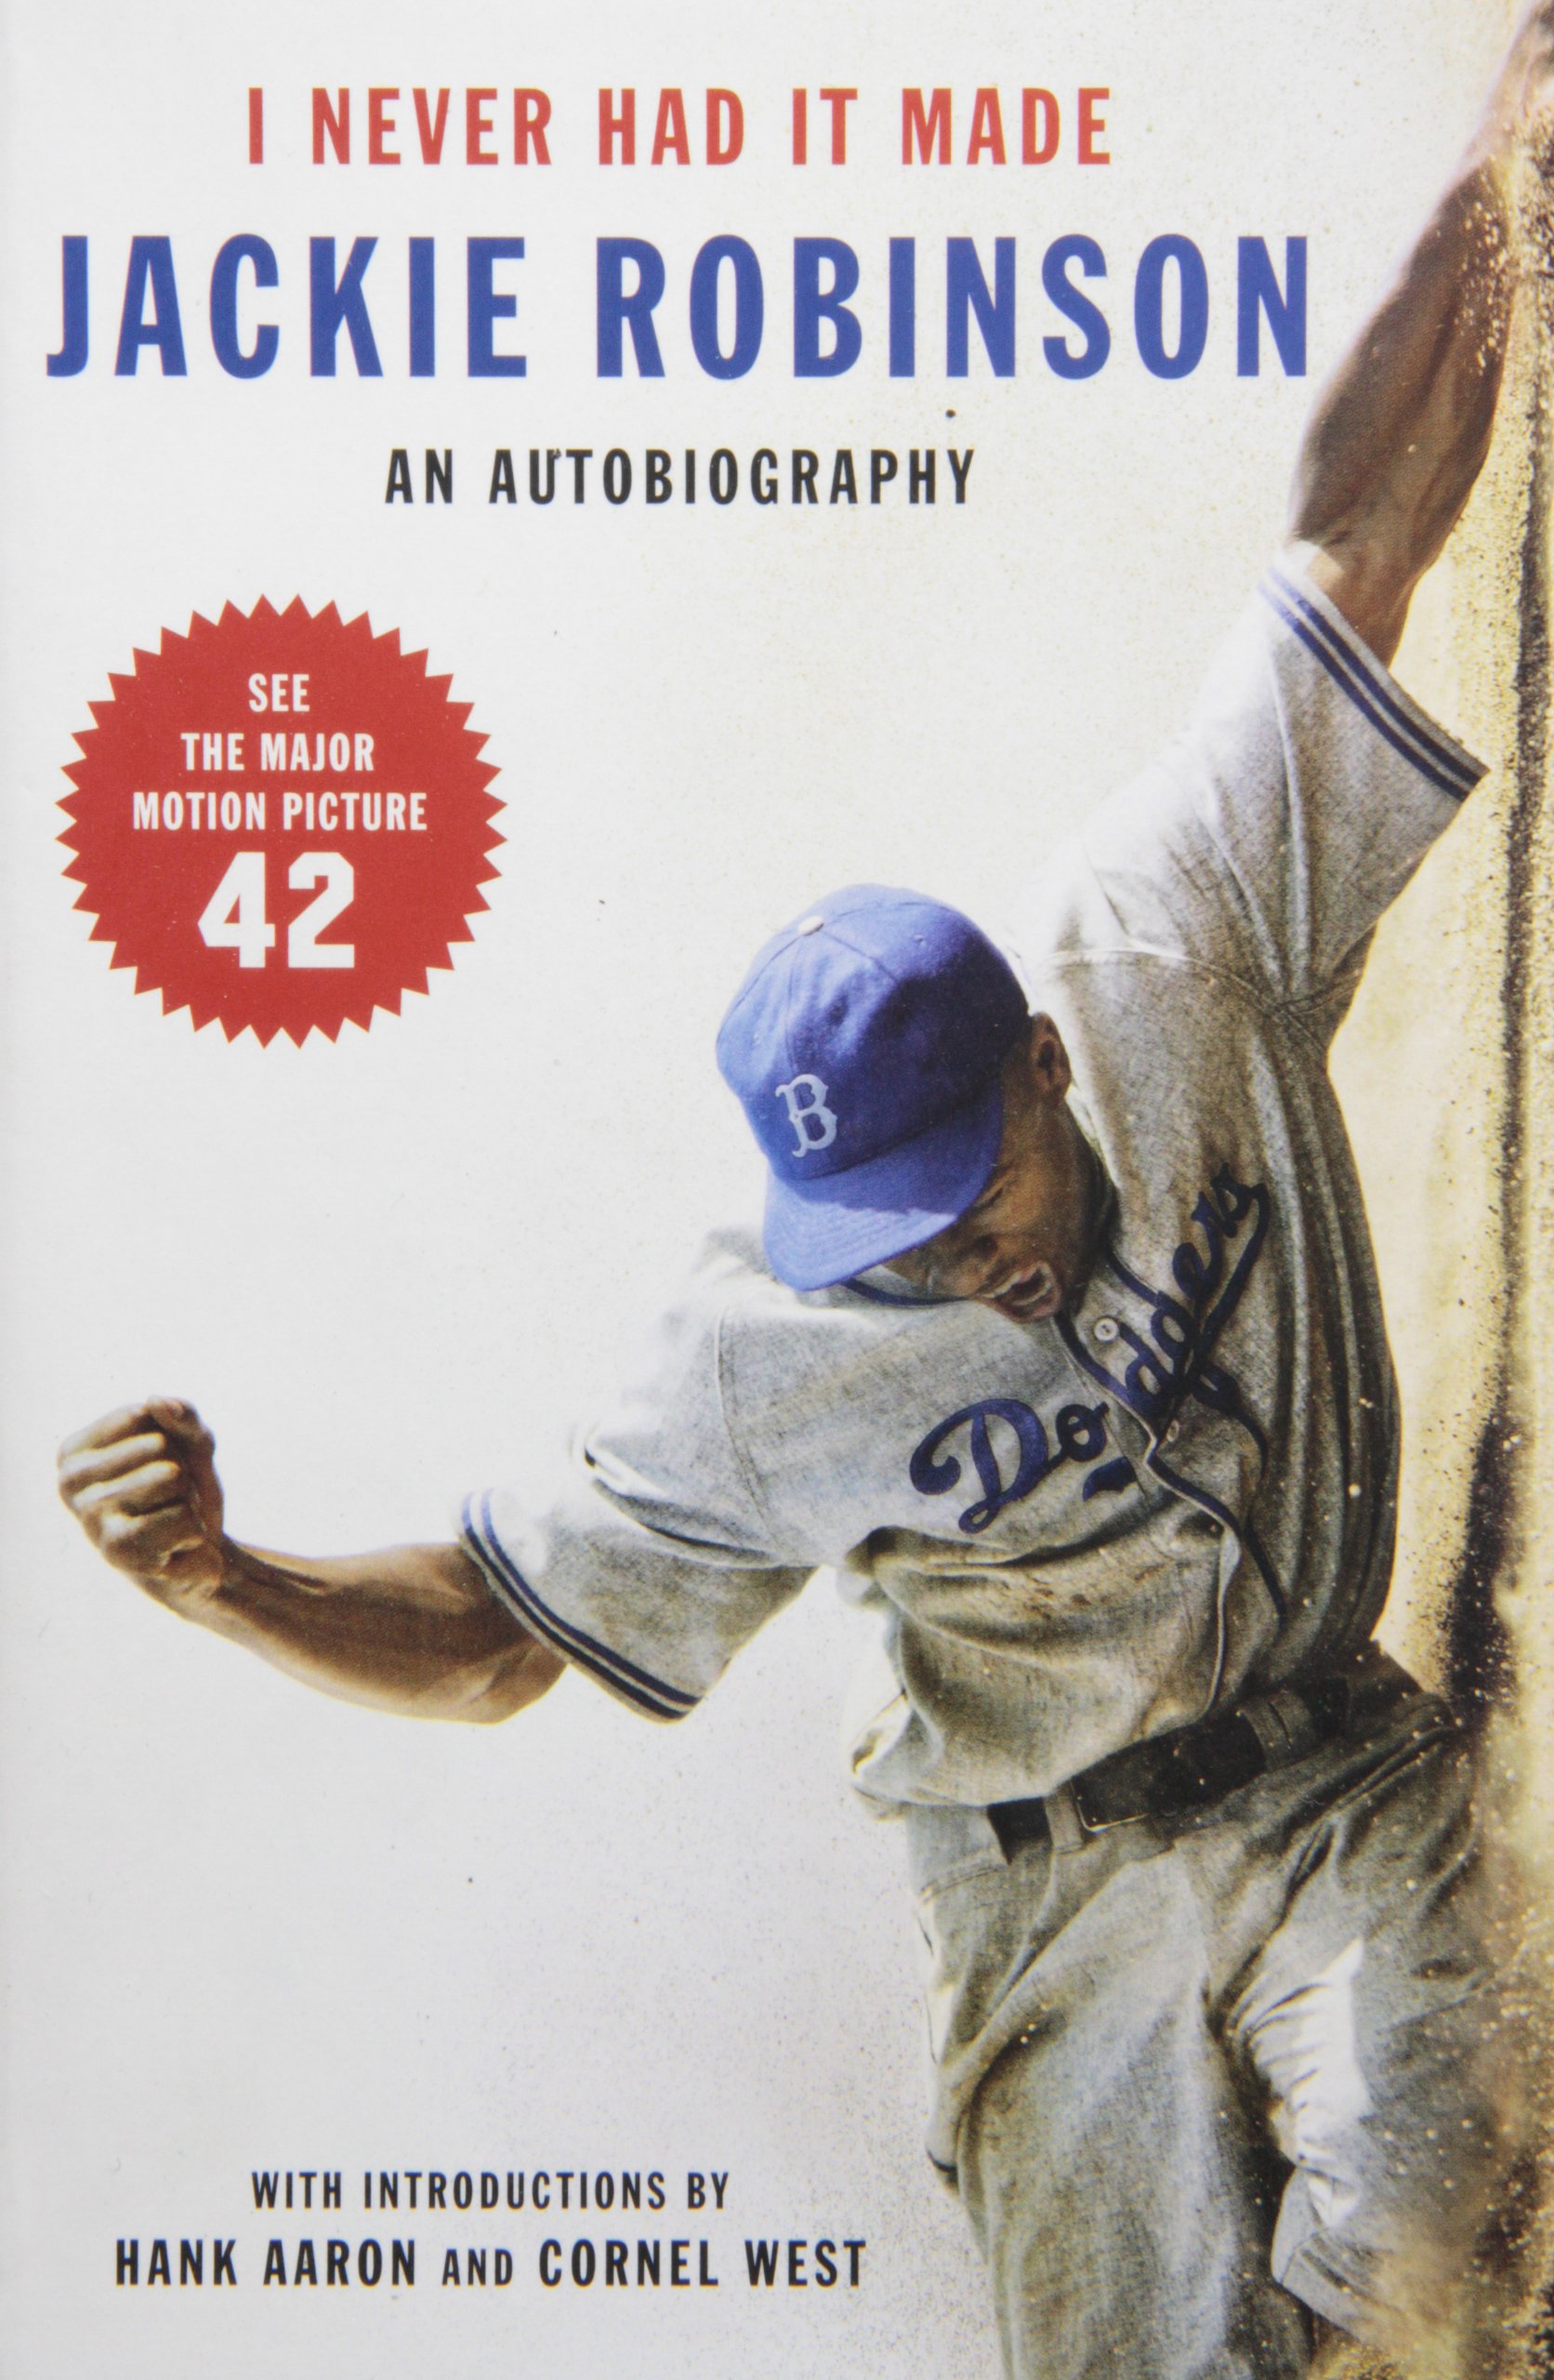 I NEVER HAD IT MADE
JACKIE ROBINSON
AN AUTOBIOGRAPHY
SEE
THE MAJOR
MOTION PICTURE
42
B
Dodgers
WITH INTRODUCTIONS BY
HANK AARON AND CORNEL WEST